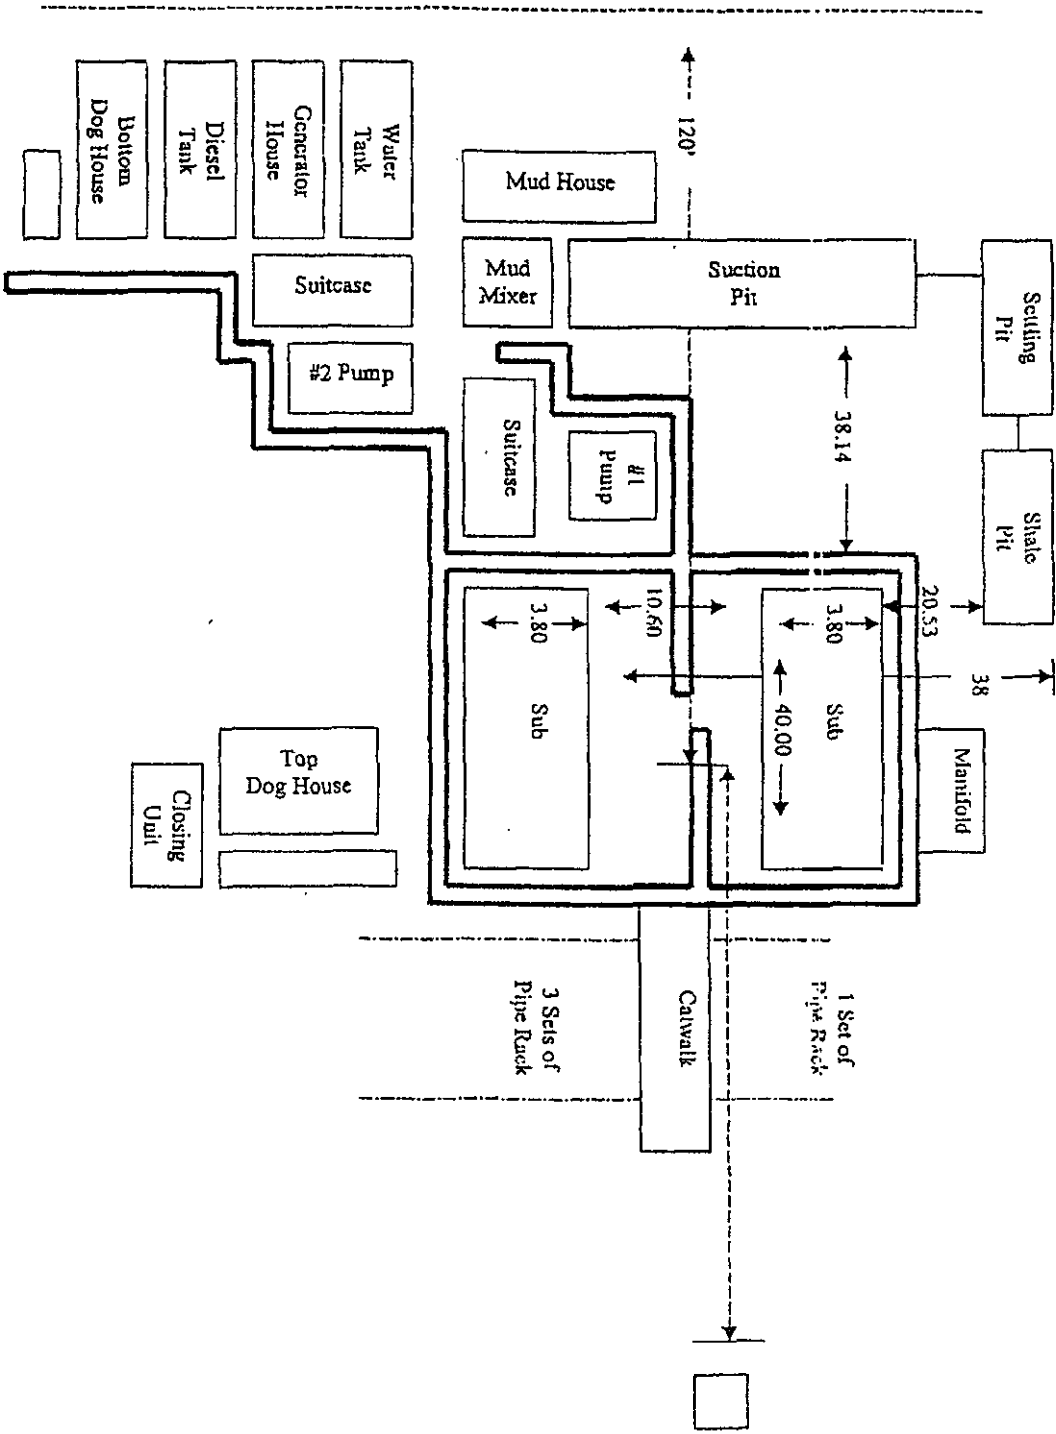 120'
Water
Tank
Generator
House
Diesel
Tank
Bottom
Dog House
Mud House
Mud
Mixer
Suction
Pit
Settling
Pit
Shale
Pit
Suitcase
#2 Pump
Suitcase
#1
Pump
38.14
20.53
38
10.60
3.80
Sub
3.80
40.00
Sub
Manifold
Top
Dog House
Closing
Unit
Catwalk
1 Set of
Pipe Rack
3 Sets of
Pipe Rack